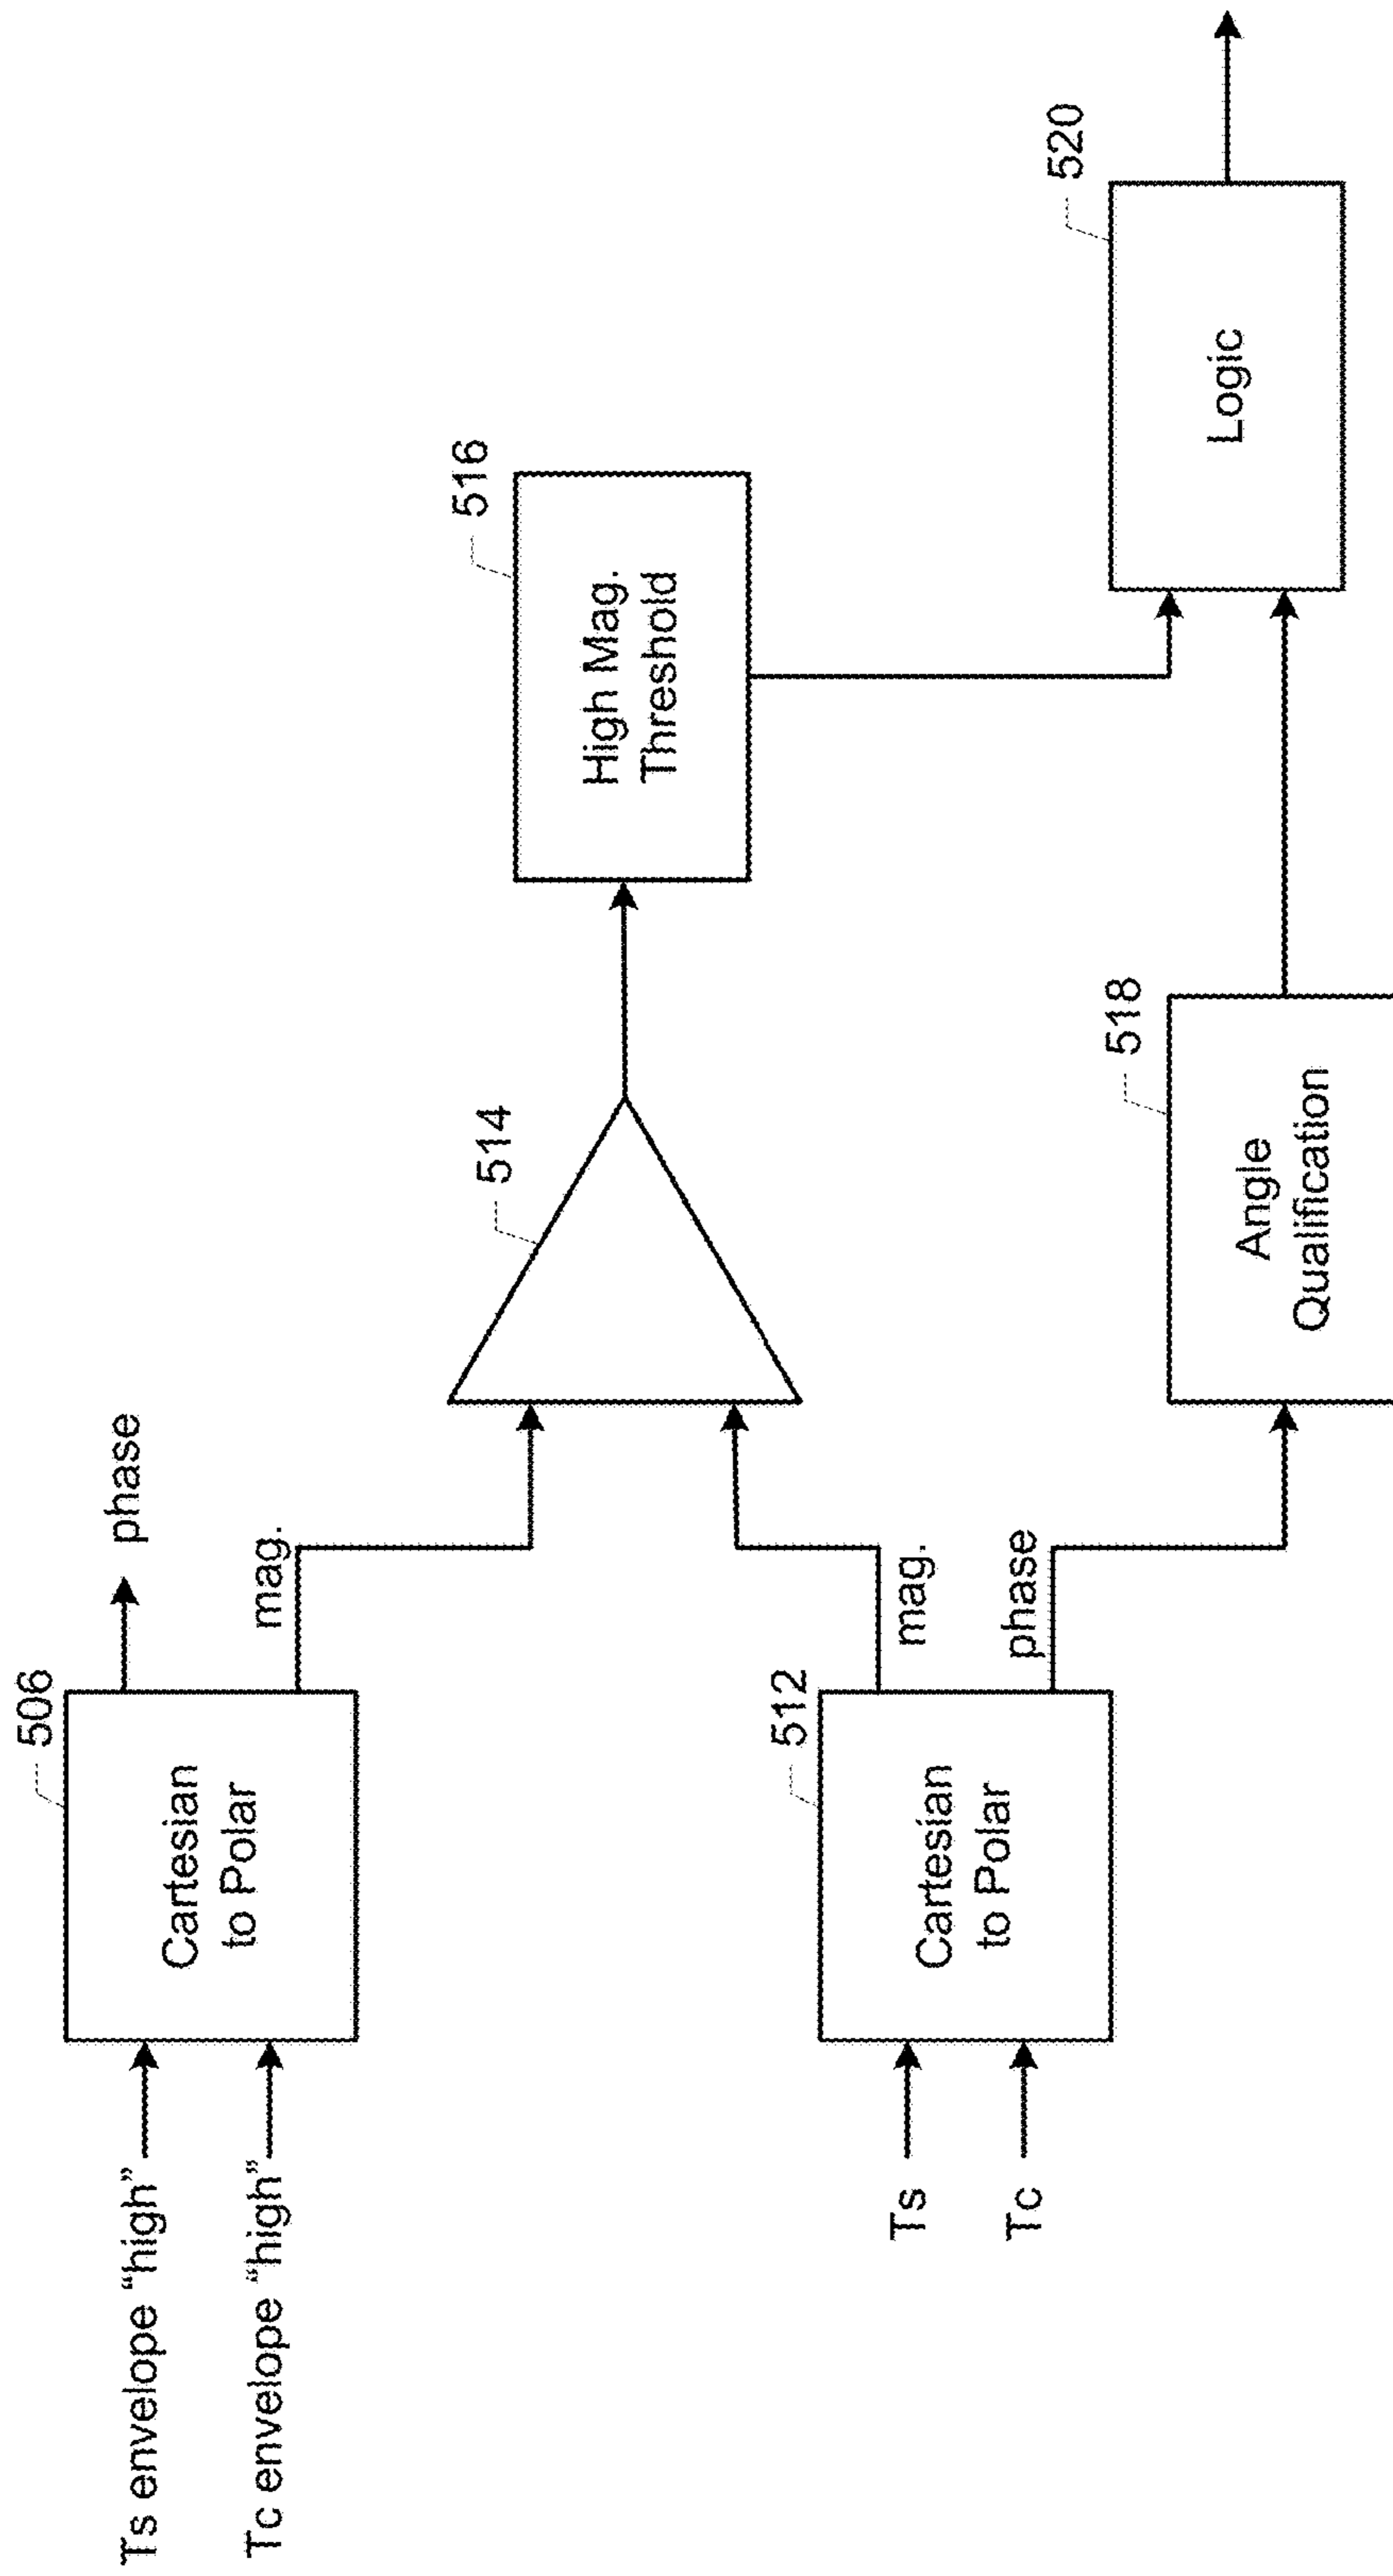 Ts envelope “high”
Tc envelope “high”
506
Cartesian
to Polar
phase
mag.
Ts
Tc
512
Cartesian
to Polar
mag.
phase
514
516
High Mag.
Threshold
518
Angle
Qualification
520
Logic